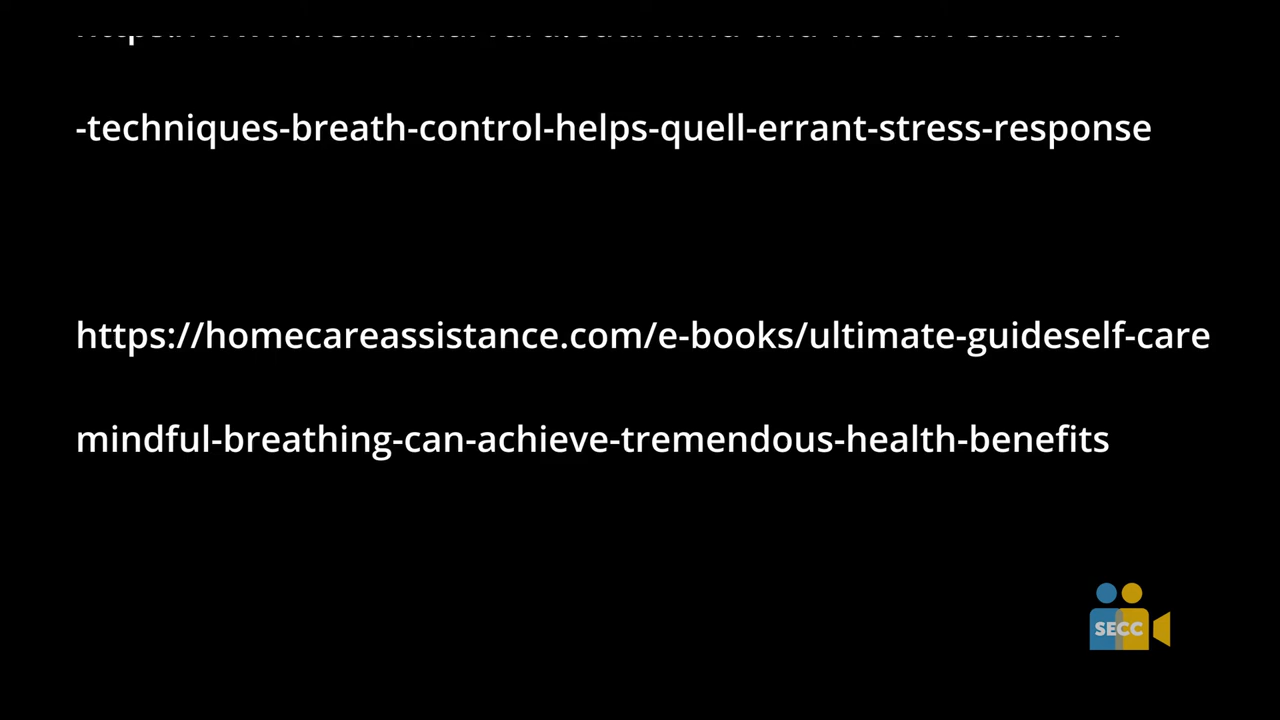 -techniques-breath-control-helps-quell-errant-stress-response
https://homecareassistance.com/e-books/ultimate-guideself-care
mindful-breathing-can-achieve-tremendous-health-benefits
SECC